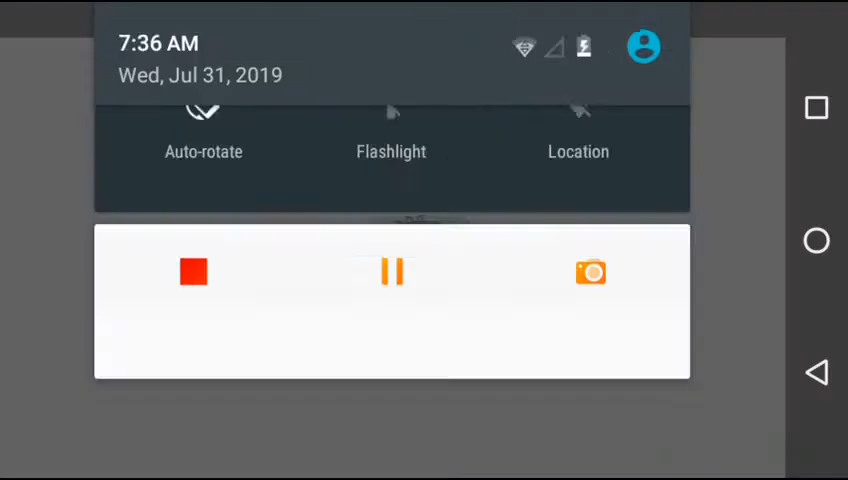 7:36 AM
Wed, Jul 31, 2019
Auto-rotate
Flashlight
Location